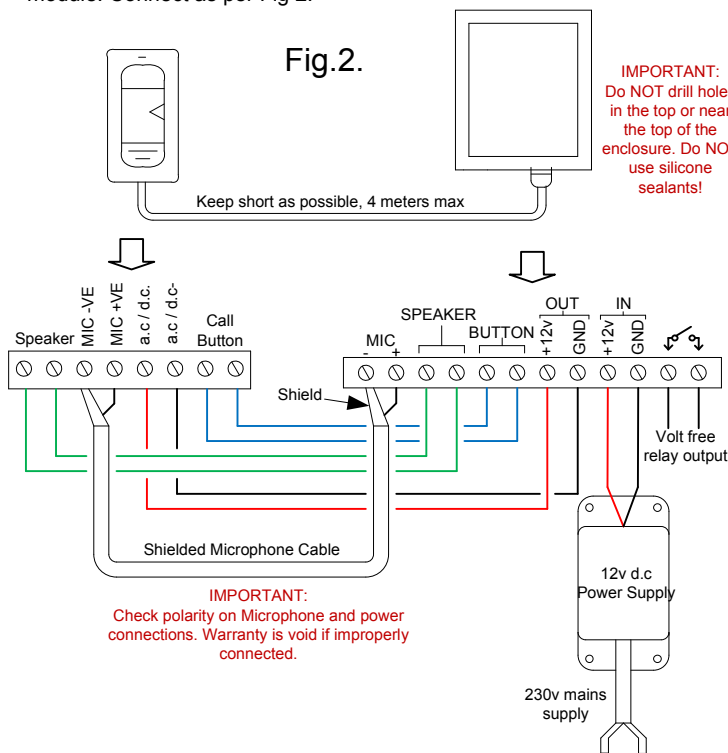 module. Connect as per Fig 2.
Fig.2.
IMPORTANT:
Do NOT drill hole
in the top or near
the top of the
enclosure. Do NO
use silicone
sealants!
Keep short as possible, 4 meters max
Speaker
MIC -VE
MIC +VE
a.c / d.c.
a.c / d.c-
Call
Button
MIC
-
+
SPEAKER
BUTTON
OUT
+12v
GND
IN
+12v
GND
Shield
Volt free
relay output
Shielded Microphone Cable
12v d.c
Power Supply
IMPORTANT:
Check polarity on Microphone and power
connections. Warranty is void if improperly
connected.
230v mains
supply